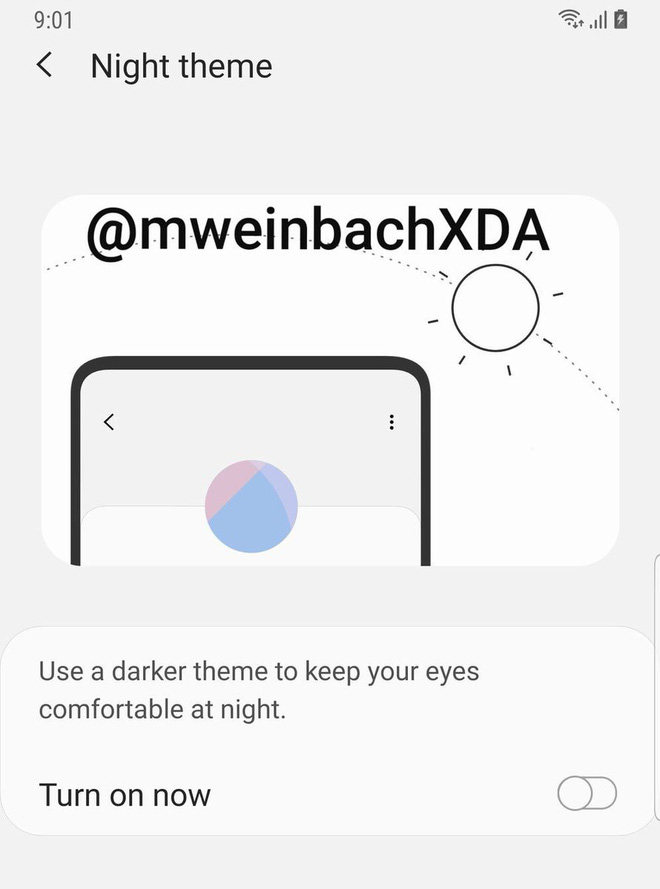 9:01
Night theme
@mweinbachXDA
Use a darker theme to keep your eyes
comfortable at night.
Turn on now